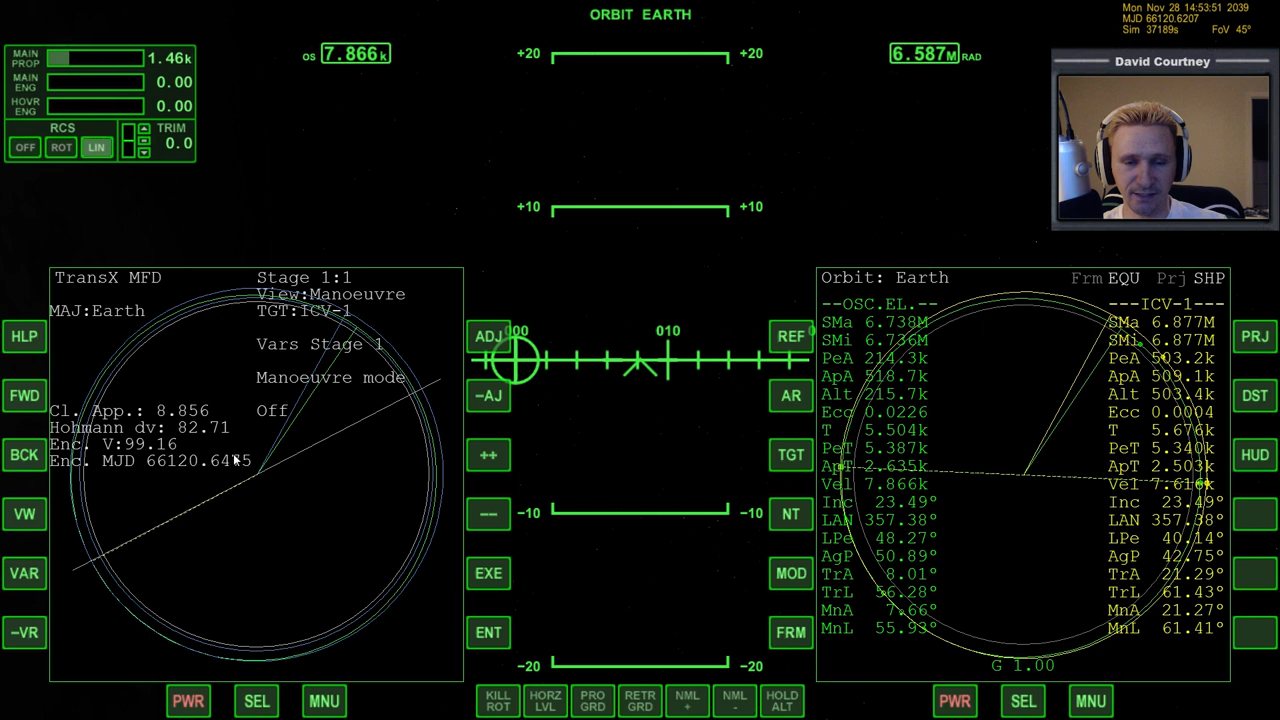 ORBIT EARTH
Mon Nov 28 14:53:51 2039
MJD 66120.6207
Sim 37189s FoV 45°
David Courtney
MAIN PROP 1.46k
MAIN ENG 0.00
HOVR ENG 0.00
RCS
OFF ROT LIN
TRIM
0.0
OS 7.866k
6.587M RAD
+20 +20
+10 +10
000 010 0
-10 -10
-20 -20
TransX MFD Stage 1:1
View:Manoeuvre
MAJ:Earth TGT:ICV-1
Vars Stage 1
Manoeuvre mode
Cl. App.: 8.856 Off
Hohmann dv: 82.71
Enc. V:99.16
Enc. MJD 66120.6475
HLP
FWD
BCK
VW
VAR
-VR
ADJ
-AJ
++
--
EXE
ENT
PWR SEL MNU
KILL ROT
HORZ LVL
PRO GRD
RETR GRD
NML +
NML -
HOLD ALT
REF
AR
TGT
NT
MOD
FRM
Orbit: Earth Frm EQU Prj SHP
--OSC.EL.-- ---ICV-1---
SMa 6.738M SMa 6.877M
SMi 6.736M SMi 6.877M
PeA 214.3k PeA 503.2k
ApA 518.7k ApA 509.1k
Alt 215.7k Alt 503.4k
Ecc 0.0226 Ecc 0.0004
T 5.504k T 5.676k
PeT 5.387k PeT 5.340k
ApT 2.635k ApT 2.503k
Vel 7.866k Vel 7.616k
Inc 23.49° Inc 23.49°
LAN 357.38° LAN 357.38°
LPe 48.27° LPe 40.14°
AgP 50.89° AgP 42.75°
TrA 8.01° TrA 21.29°
TrL 56.28° TrL 61.43°
MnA 7.66° MnA 21.27°
MnL 55.93° MnL 61.41°
G 1.00
PRJ
DST
HUD
PWR SEL MNU